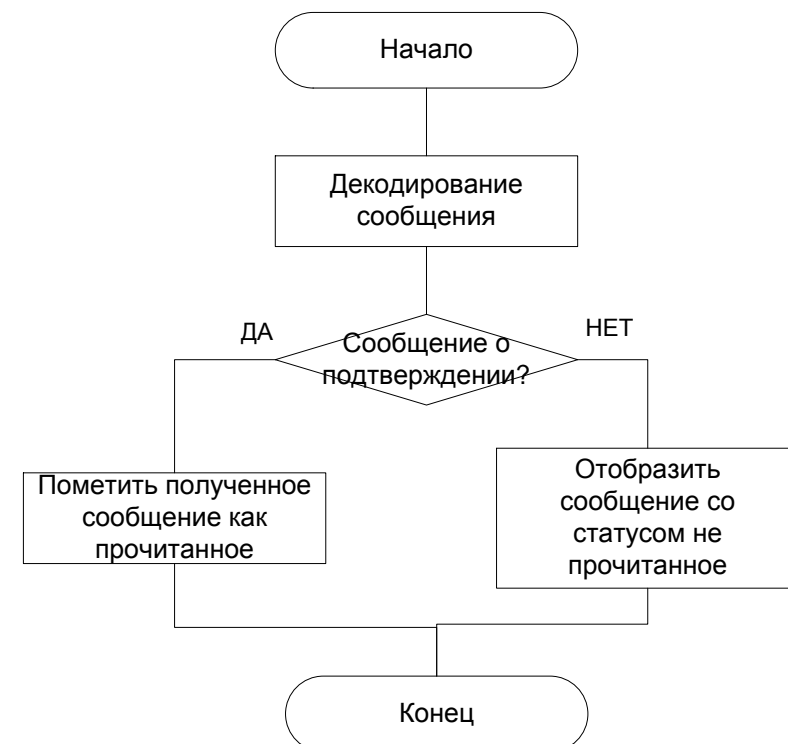 Начало
Декодирование
сообщения
ДА
НЕТ
Сообщение о
подтверждении?
Пометить полученное
сообщение как
прочитанное
Отобразить
сообщение со
статусом не
прочитанное
Конец